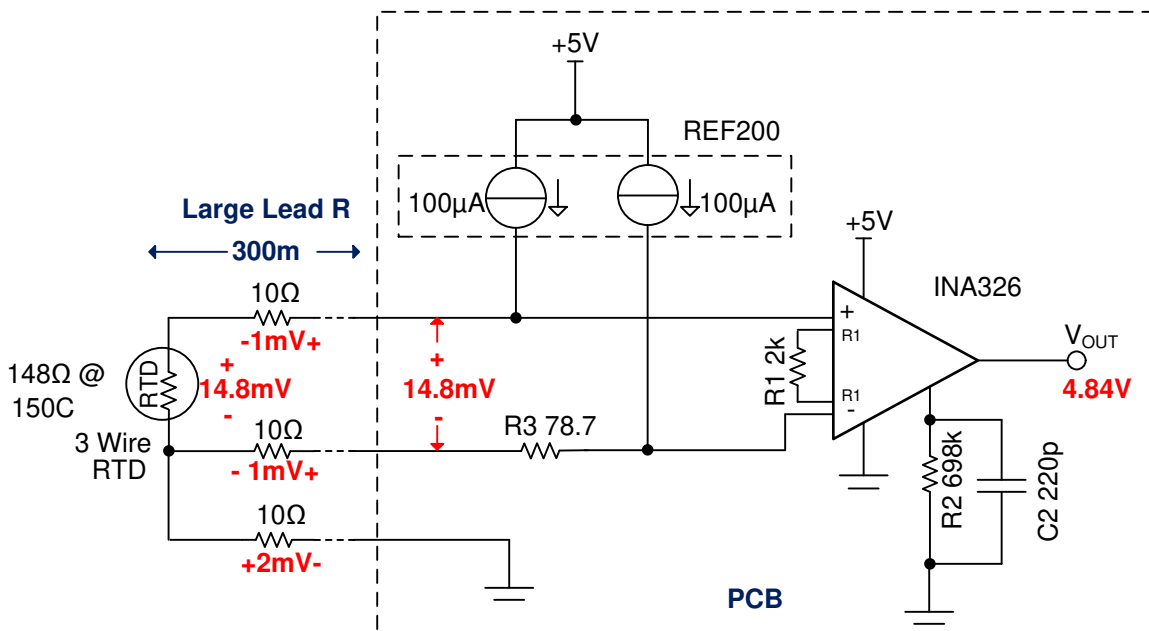 +5V
REF200
100µA
100µA
Large Lead R
300m
+5V
INA326
10Ω
-1mV+
+
R1
R1 2k
R1
-
V_OUT
4.84V
148Ω @
150C
RTD
+
14.8mV
-
+
14.8mV
-
3 Wire
RTD
10Ω
- 1mV+
R3 78.7
R2 698k
C2 220p
10Ω
+2mV-
PCB